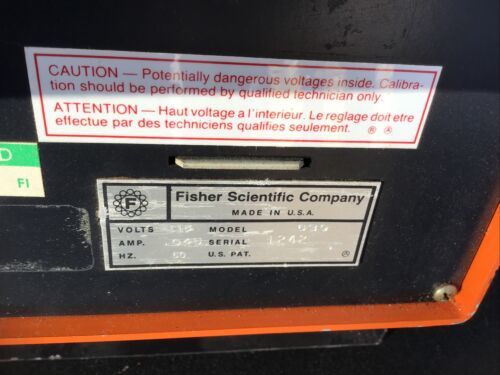 CAUTION — Potentially dangerous voltages inside. Calibra-
tion should be performed by qualified technician only.
ATTENTION — Haut voltage a l'interieur. Le reglage doit etre
effectue par des techniciens qualifies seulement. ® Ⓐ
D
FI
F
Fisher Scientific Company
MADE IN U.S.A.
VOLTS MODEL
AMP. SERIAL 1242
HZ. U.S. PAT. Ⓐ